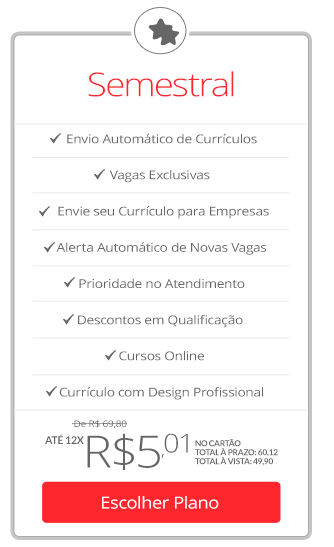 Semestral
Envio Automático de Currículos
Vagas Exclusivas
Envie seu Currículo para Empresas
Alerta Automático de Novas Vagas
Prioridade no Atendimento
Descontos em Qualificação
Cursos Online
Currículo com Design Profissional
De R$ 69,80
ATÉ 12X R$5,01 NO CARTÃO
TOTAL À PRAZO: 60,12
TOTAL À VISTA: 49,90
Escolher Plano